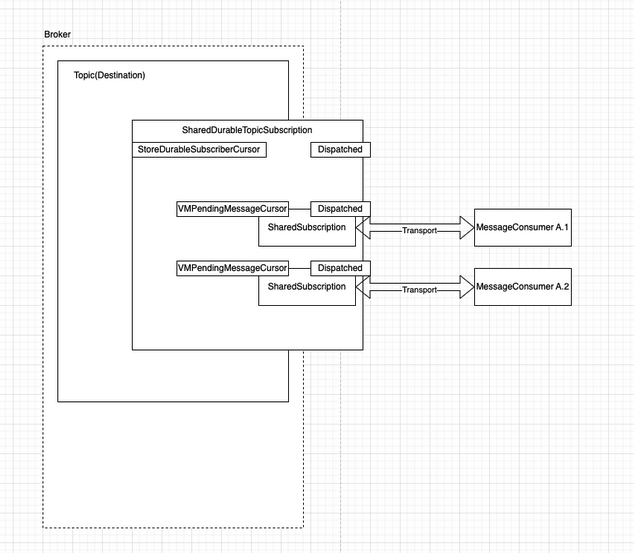 Broker
Topic(Destination)
SharedDurableTopicSubscription
StoreDurableSubscriberCursor
Dispatched
VMPendingMessageCursor
Dispatched
SharedSubscription
Transport
MessageConsumer A.1
VMPendingMessageCursor
Dispatched
SharedSubscription
Transport
MessageConsumer A.2